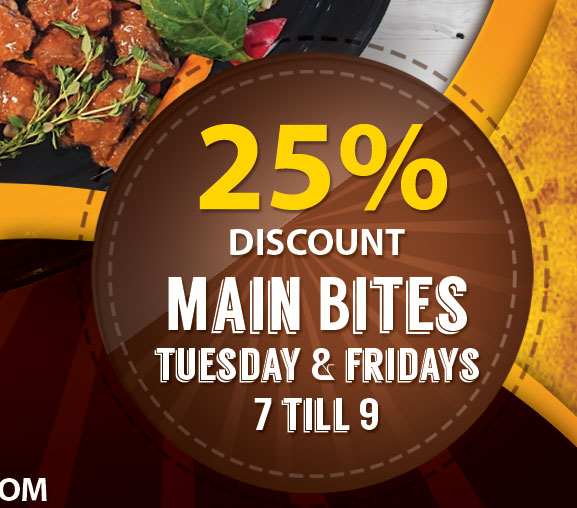 25%
DISCOUNT
MAIN BITES
TUESDAY & FRIDAYS
7 TILL 9
OM